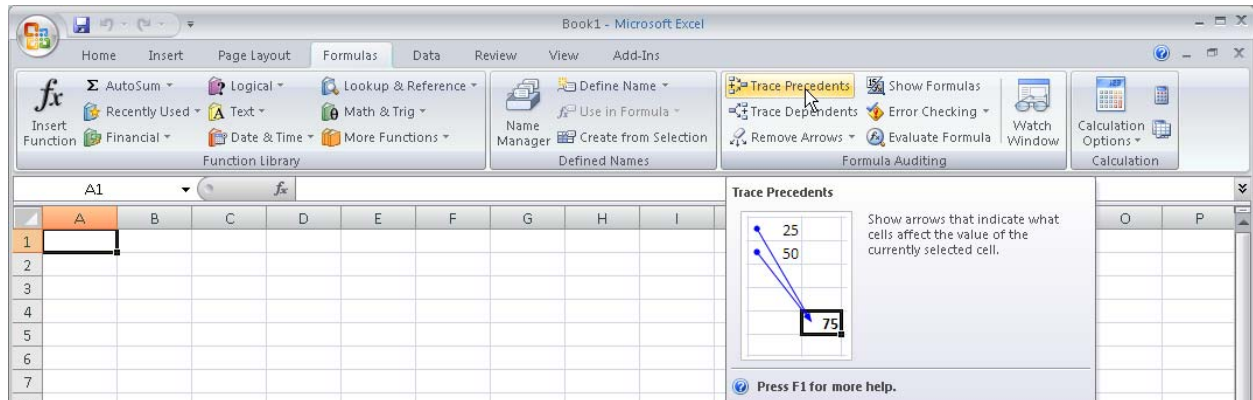 Book1 - Microsoft Excel
Home Insert Page Layout Formulas Data Review View Add-Ins
fx Σ AutoSum Logical Lookup & Reference Define Name Trace Precedents Show Formulas
Recently Used Text Math & Trig Use in Formula Trace Dependents Error Checking
Insert Function Financial Date & Time More Functions Name Manager Create from Selection Remove Arrows Evaluate Formula Watch Window Calculation Options
Function Library Defined Names Formula Auditing Calculation
A1 fx Trace Precedents
A B C D E F G H I O P
1
2
3
4
5
6
7
25
50
75
Show arrows that indicate what
cells affect the value of the
currently selected cell.
Press F1 for more help.